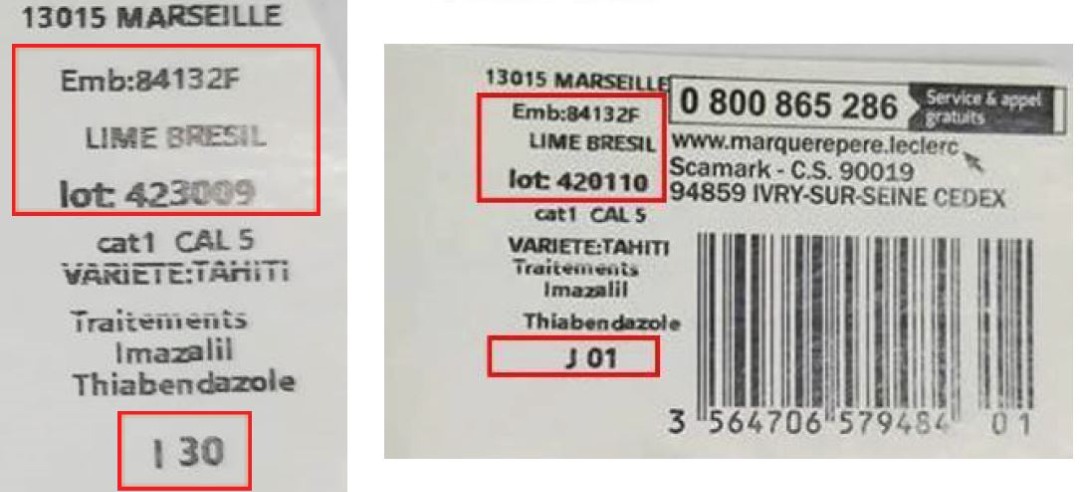 13015 MARSEILLE
Emb:84132F
LIME BRESIL
lot: 423009
cat1 CAL 5
VARIETE:TAHITI
Traitements
Imazalil
Thiabendazole
I 30
13015 MARSEILLE
Emb:84132F
LIME BRESIL
lot: 420110
cat1 CAL 5
VARIETE:TAHITI
Traitements
Imazalil
Thiabendazole
J 01
0 800 865 286 Service & appel
gratuits
www.marquerepere.leclerc
Scamark - C.S. 90019
94859 IVRY-SUR-SEINE CEDEX
3 564706 579484 01